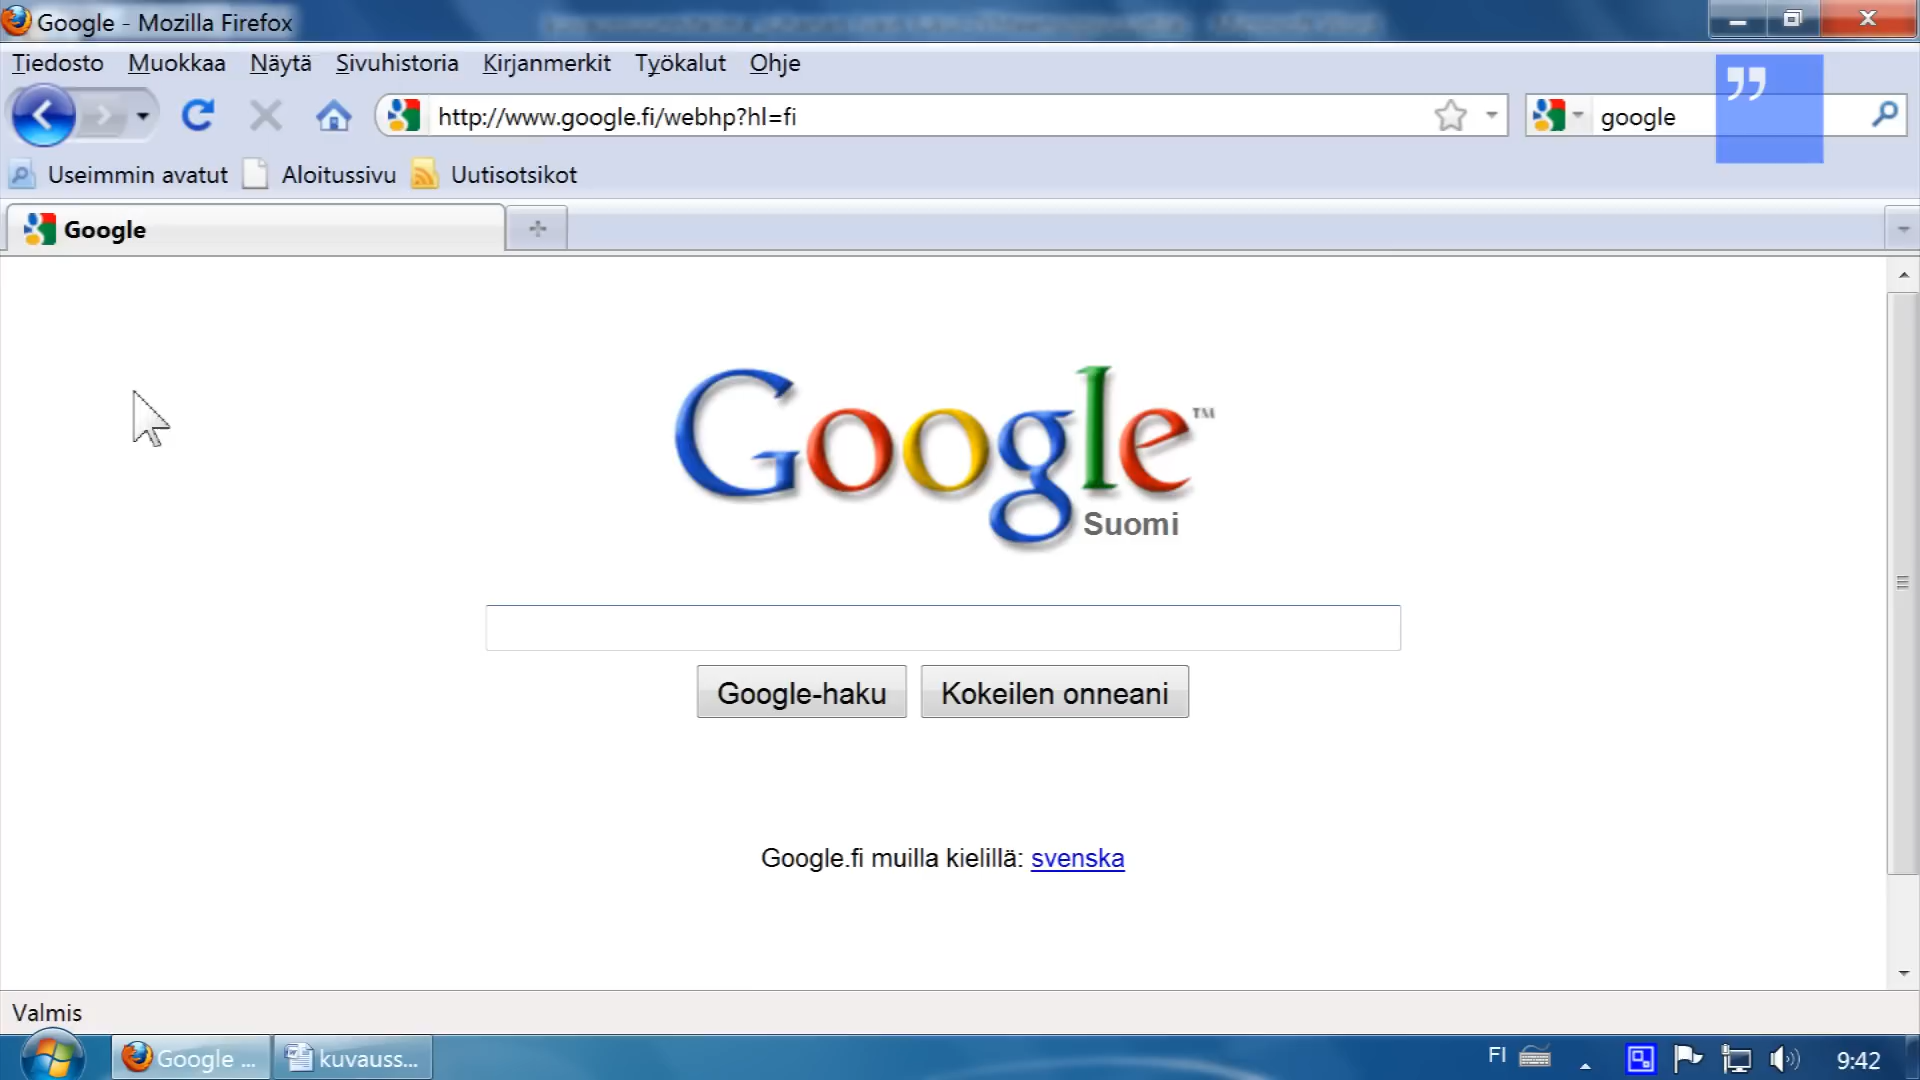 Google - Mozilla Firefox
Tiedosto Muokkaa Näytä Sivuhistoria Kirjanmerkit Työkalut Ohje
http://www.google.fi/webhp?hl=fi google
Useimmin avatut Aloitussivu Uutisotsikot
Google
Google™
Suomi
Google-haku Kokeilen onneani
Google.fi muilla kielillä: svenska
Valmis
Google ... kuvauss... FI 9:42